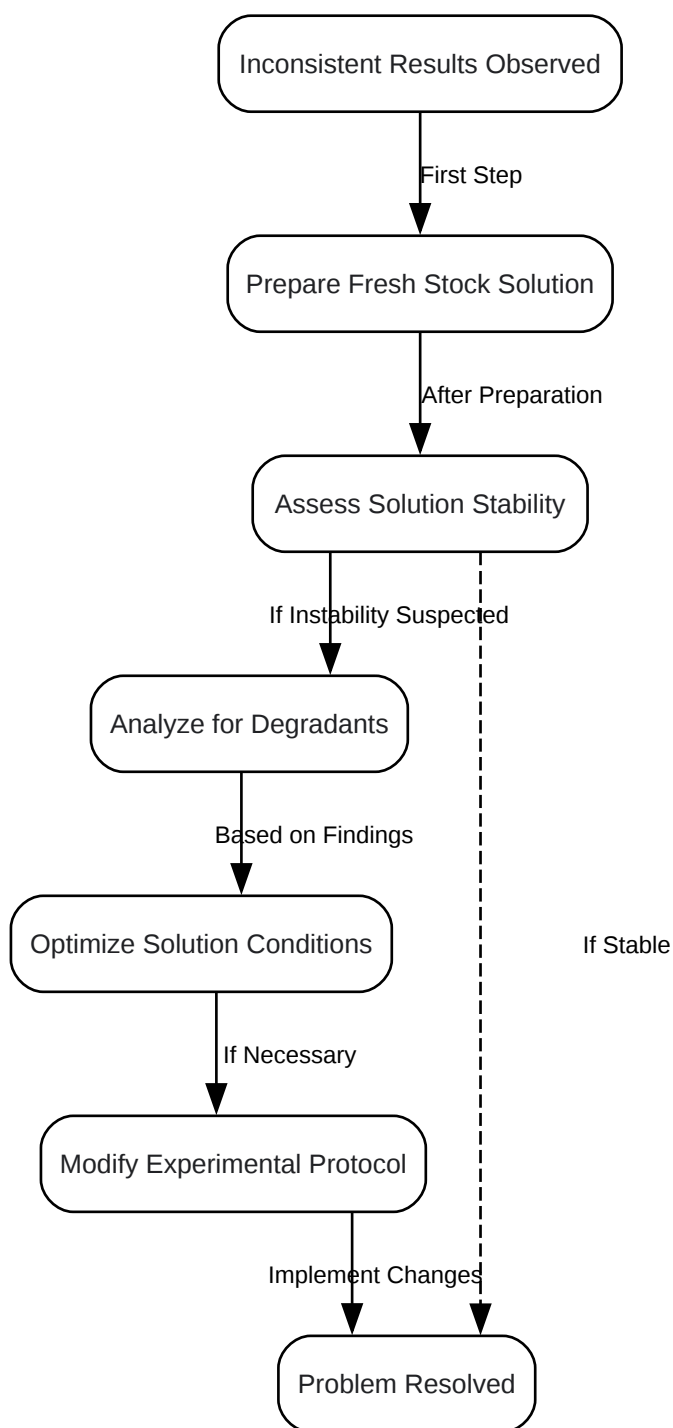 Inconsistent Results Observed
First Step
Prepare Fresh Stock Solution
After Preparation
Assess Solution Stability
If Instability Suspected
Analyze for Degradants
Based on Findings
Optimize Solution Conditions
If Stable
If Necessary
Modify Experimental Protocol
Implement Changes
Problem Resolved